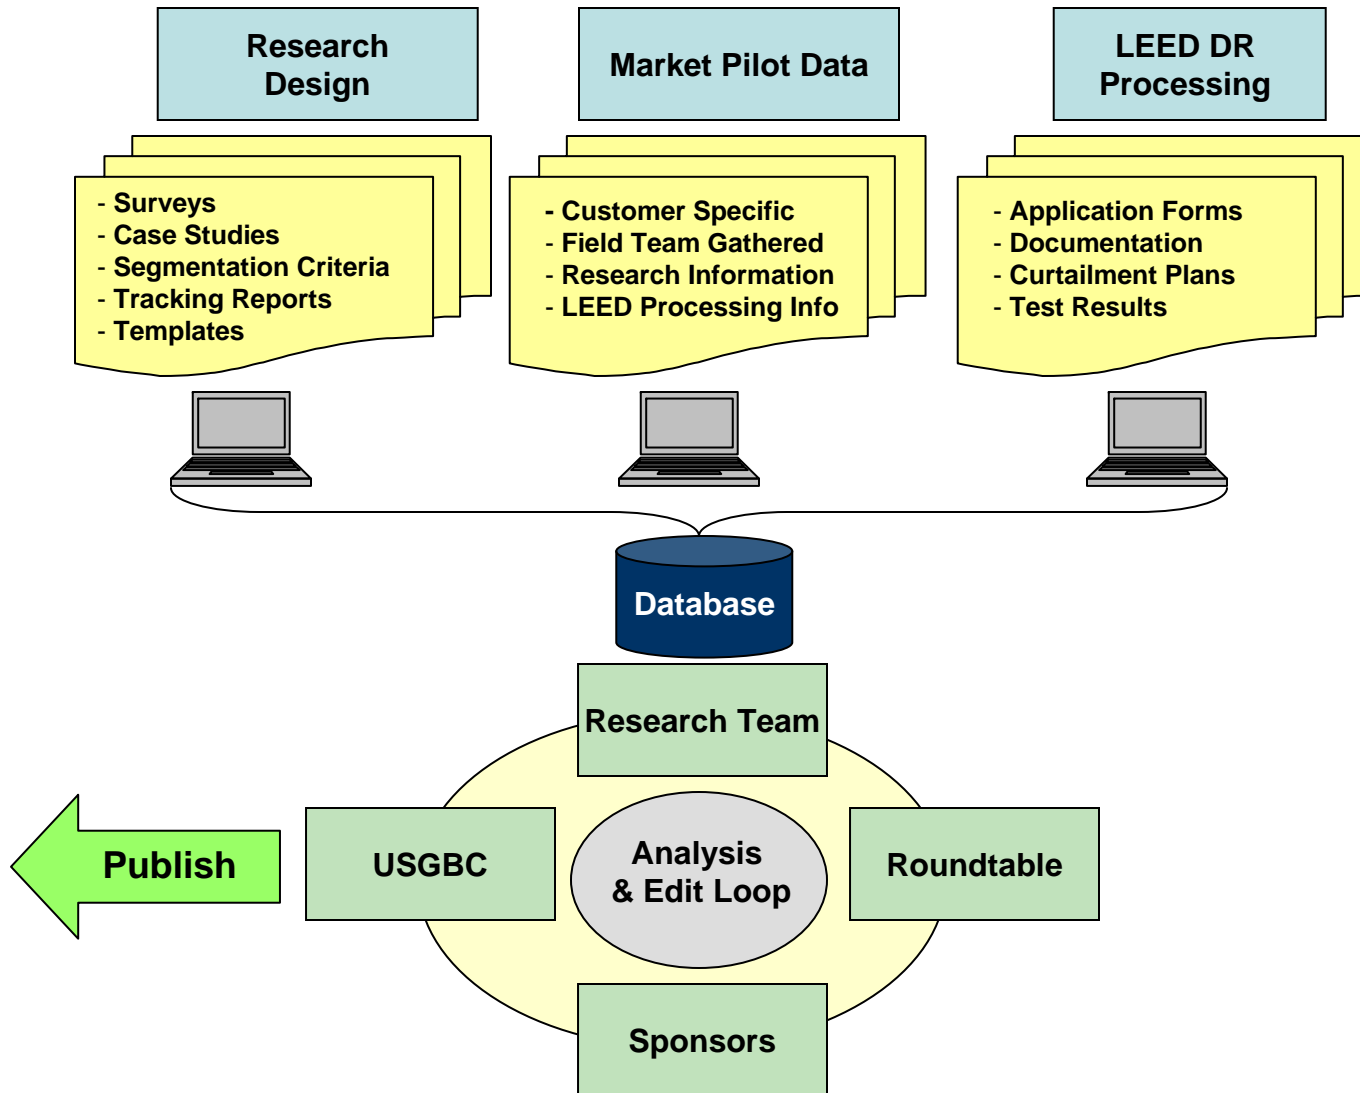 Research
Design
Market Pilot Data
LEED DR
Processing
- Surveys
- Case Studies
- Segmentation Criteria
- Tracking Reports
- Templates
- Customer Specific
- Field Team Gathered
- Research Information
- LEED Processing Info
- Application Forms
- Documentation
- Curtailment Plans
- Test Results
Database
Research Team
Publish
USGBC
Analysis
& Edit Loop
Roundtable
Sponsors